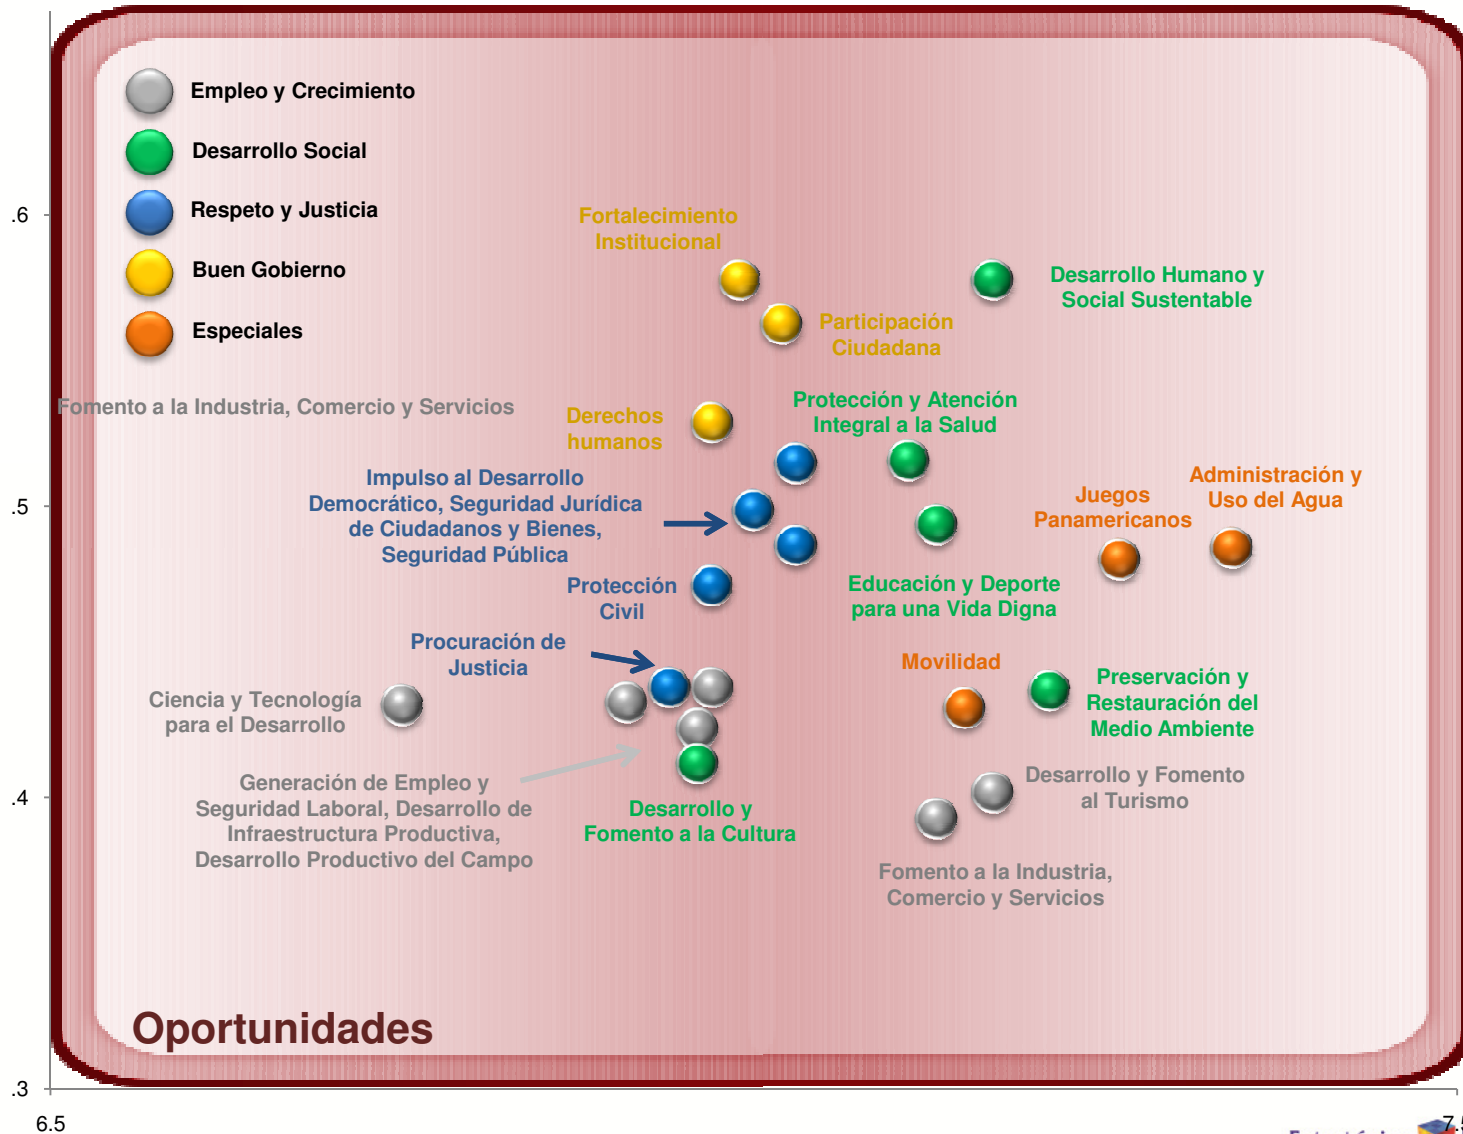 Empleo y Crecimiento
Desarrollo Social
Respeto y Justicia
Buen Gobierno
Especiales
.6
.5
.4
.3
6.5
7.5
Fortalecimiento
Institucional
Desarrollo Humano y
Social Sustentable
Participación
Ciudadana
Fomento a la Industria, Comercio y Servicios
Derechos
humanos
Protección y Atención
Integral a la Salud
Impulso al Desarrollo
Democrático, Seguridad Jurídica
de Ciudadanos y Bienes,
Seguridad Pública
Administración y
Uso del Agua
Juegos
Panamericanos
Protección
Civil
Educación y Deporte
para una Vida Digna
Procuración de
Justicia
Movilidad
Preservación y
Restauración del
Medio Ambiente
Ciencia y Tecnología
para el Desarrollo
Generación de Empleo y
Seguridad Laboral, Desarrollo de
Infraestructura Productiva,
Desarrollo Productivo del Campo
Desarrollo y
Fomento a la Cultura
Desarrollo y Fomento
al Turismo
Fomento a la Industria,
Comercio y Servicios
Oportunidades